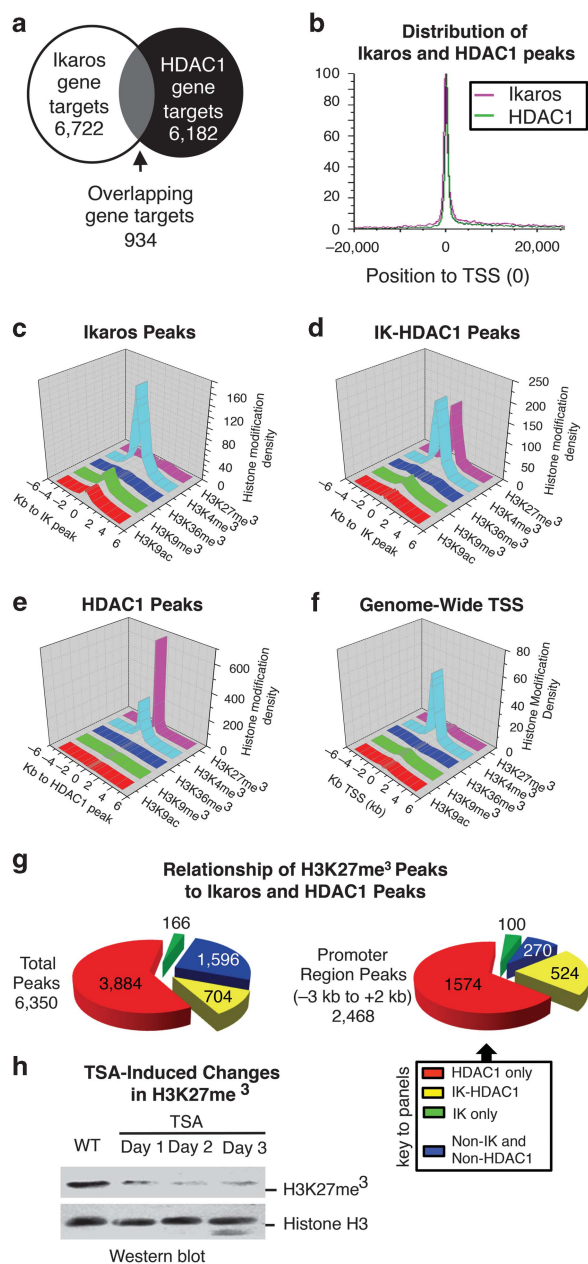 a
Ikaros
gene
targets
6,722
HDAC1
gene
targets
6,182
Overlapping
gene targets
934
b
Distribution of
Ikaros and HDAC1 peaks
100
80
60
40
20
0
Ikaros
HDAC1
–20,000
0
20,000
Position to TSS (0)
c
Ikaros Peaks
160
120
80
40
0
Histone modification
density
–6
–4
–2
0
2
4
6
Kb to IK peak
H3K27me3
H3K4me3
H3K36me3
H3K9me3
H3K9ac
d
IK-HDAC1 Peaks
250
200
150
100
50
0
Histone modification
density
–6
–4
–2
0
2
4
6
Kb to IK peak
H3K27me3
H3K4me3
H3K36me3
H3K9me3
H3K9ac
e
HDAC1 Peaks
600
400
200
0
Histone modification
density
–6
–4
–2
0
2
4
6
Kb to HDAC1 peak
H3K27me3
H3K4me3
H3K36me3
H3K9me3
H3K9ac
f
Genome-Wide TSS
80
60
40
20
0
Histone Modification
Density
–6
–4
–2
0
2
4
6
Kb TSS (kb)
H3K27me3
H3K4me3
H3K36me3
H3K9me3
H3K9ac
g
Relationship of H3K27me3 Peaks
to Ikaros and HDAC1 Peaks
Total
Peaks
6,350
166
1,596
3,884
704
Promoter
Region Peaks
(–3 kb to +2 kb)
2,468
100
270
524
1574
key to panels
HDAC1 only
IK-HDAC1
IK only
Non-IK and
Non-HDAC1
h
TSA-Induced Changes
in H3K27me 3
TSA
WT Day 1 Day 2 Day 3
H3K27me3
Histone H3
Western blot